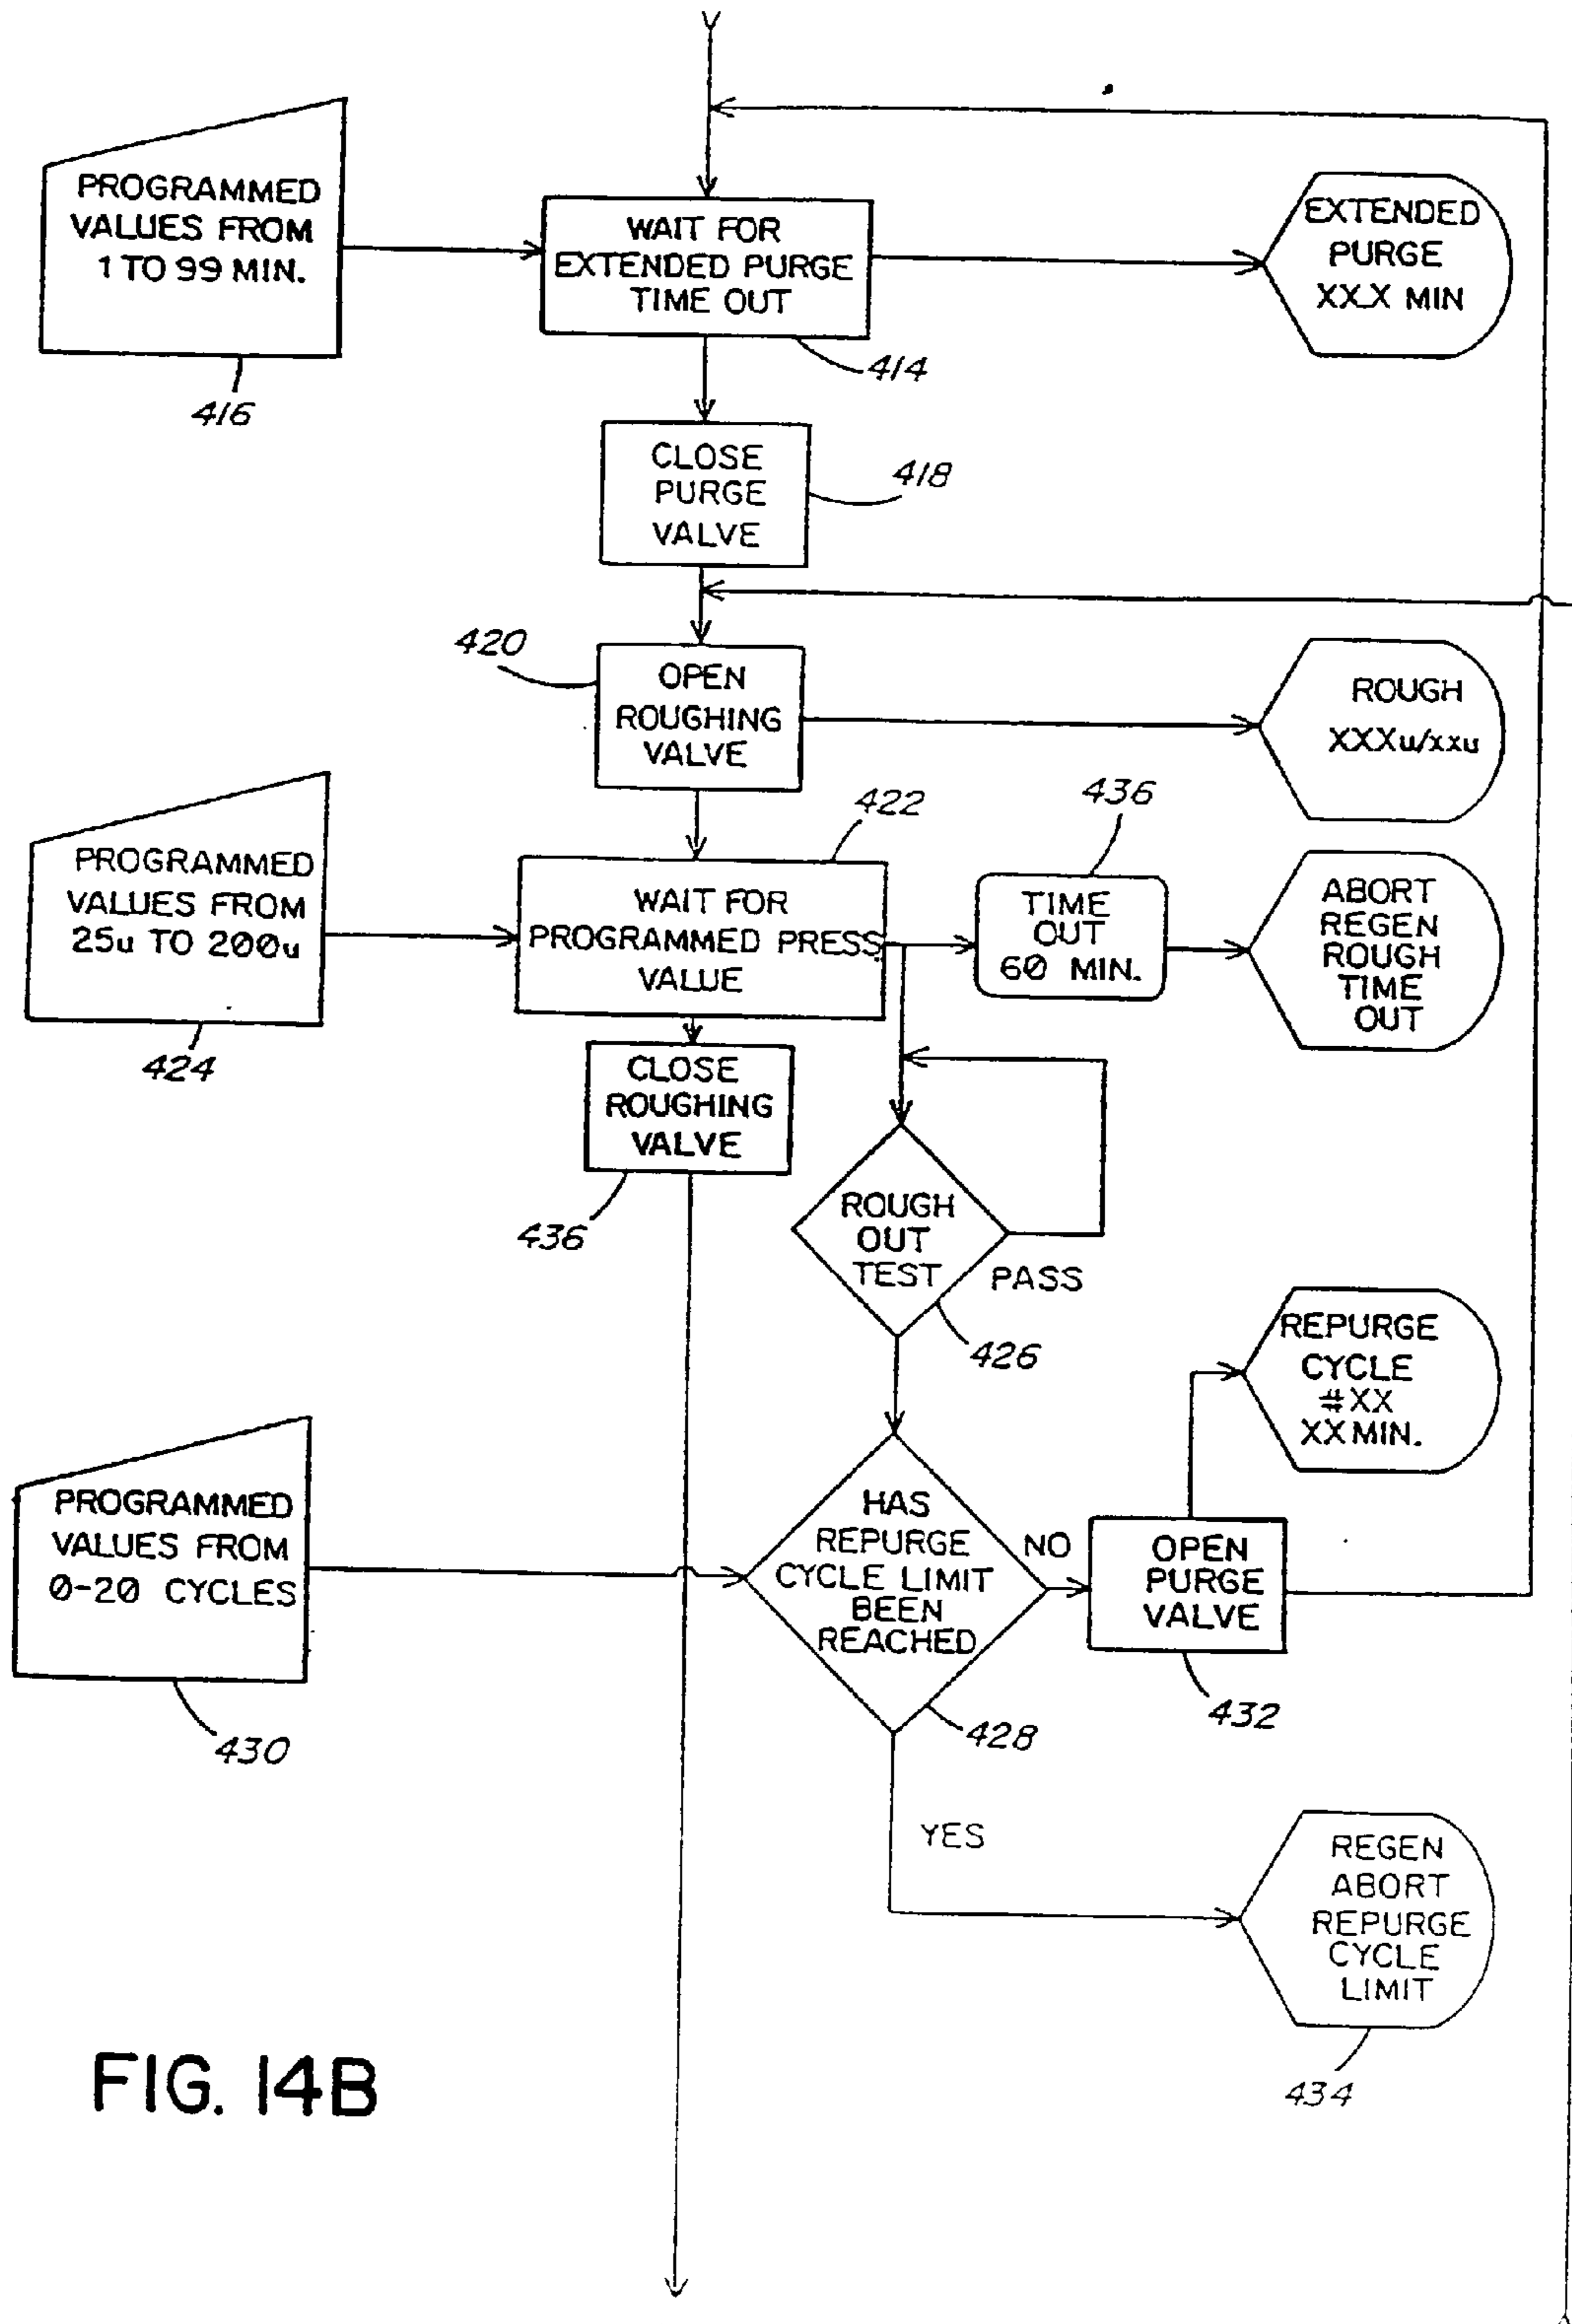 PROGRAMMED
VALUES FROM
1 TO 99 MIN.
416
WAIT FOR
EXTENDED PURGE
TIME OUT
414
EXTENDED
PURGE
XX.X MIN
CLOSE
PURGE
VALVE
418
420
OPEN
ROUGHING
VALVE
ROUGH
XXXu/xxu
PROGRAMMED
VALUES FROM
25u TO 200u
424
422
WAIT FOR
PROGRAMMED PRESS.
VALUE
436
TIME
OUT
60 MIN.
ABORT
REGEN
ROUGH
TIME
OUT
CLOSE
ROUGHING
VALVE
436
ROUGH
OUT
TEST
PASS
426
REPURGE
CYCLE
#XX
XX MIN.
PROGRAMMED
VALUES FROM
0-20 CYCLES
430
HAS
REPURGE
CYCLE LIMIT
BEEN
REACHED
428
NO
OPEN
PURGE
VALVE
432
YES
REGEN
ABORT
REPURGE
CYCLE
LIMIT
434
FIG. 14B